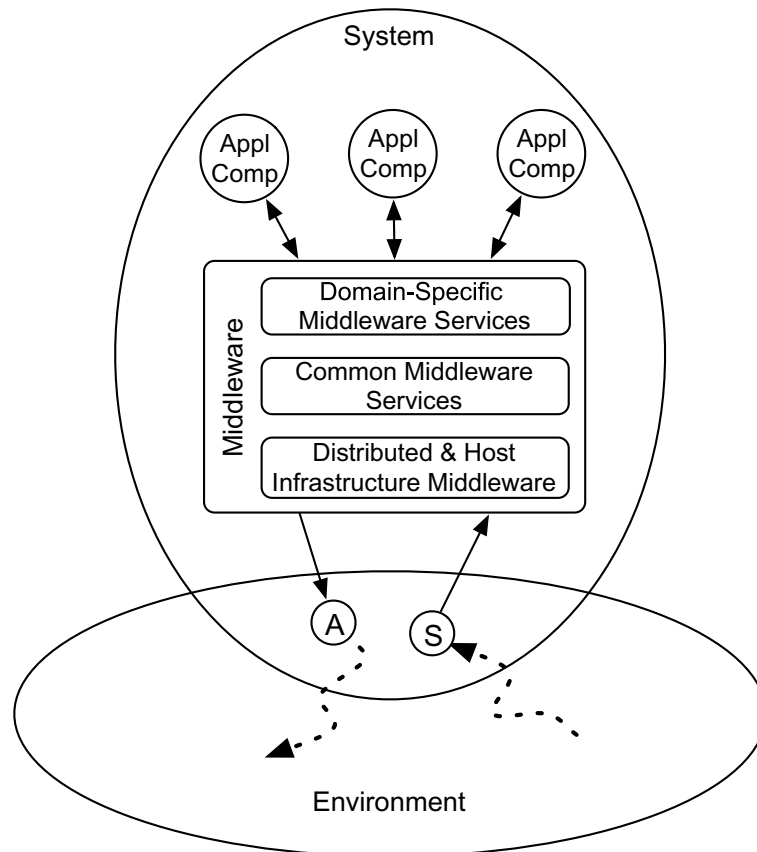 System
Appl
Comp
Appl
Comp
Appl
Comp
Middleware
Domain-Specific
Middleware Services
Common Middleware
Services
Distributed & Host
Infrastructure Middleware
A
S
Environment